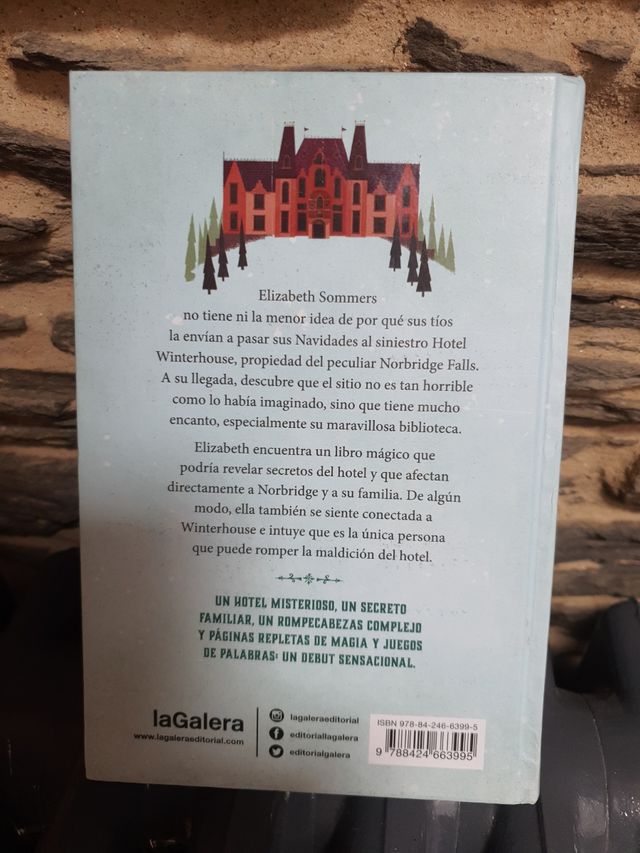 Elizabeth Sommers
no tiene ni la menor idea de por qué sus tíos
la envían a pasar sus Navidades al siniestro Hotel
Winterhouse, propiedad del peculiar Norbridge Falls.
A su llegada, descubre que el sitio no es tan horrible
como lo había imaginado, sino que tiene mucho
encanto, especialmente su maravillosa biblioteca.
Elizabeth encuentra un libro mágico que
podría revelar secretos del hotel y que afectan
directamente a Norbridge y a su familia. De algún
modo, ella también se siente conectada a
Winterhouse e intuye que es la única persona
que puede romper la maldición del hotel.
UN HOTEL MISTERIOSO, UN SECRETO
FAMILIAR, UN ROMPECABEZAS COMPLEJO
Y PÁGINAS REPLETAS DE MAGIA Y JUEGOS
DE PALABRAS: UN DEBUT SENSACIONAL.
laGalera
www.lagaleraeditorial.com
lagaleraeditorial
editoriallagalera
editorialgalera
ISBN 978-84-246-6399-5
9 788424 663995